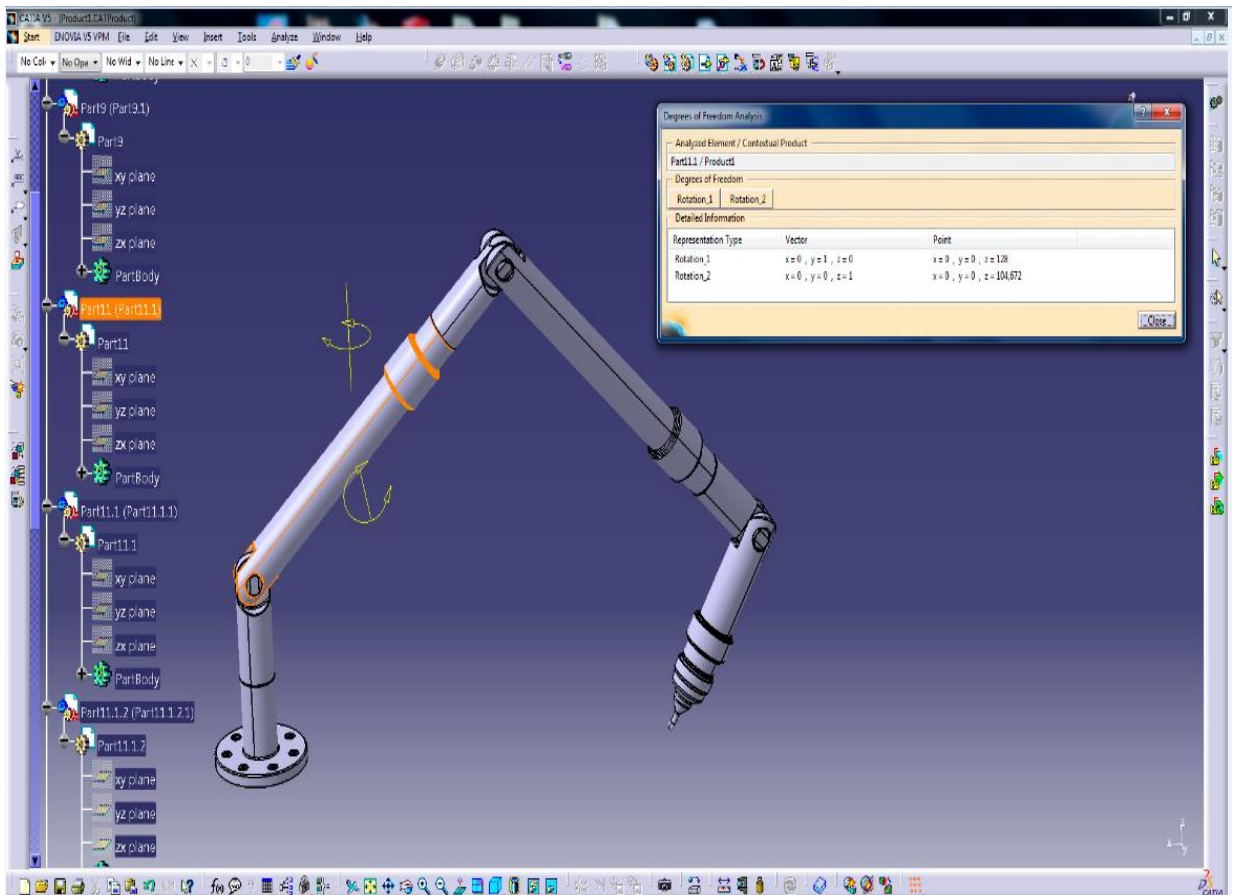 CATIA V5 - [Product1.CATProduct]
Start ENOVIA V5 VPM File Edit View Insert Tools Analyze Window Help
No Col No Ope No Wid No Line
PartBody
Part9 (Part9.1)
Part9
xy plane
yz plane
zx plane
PartBody
Part11 (Part11.1)
Part11
xy plane
yz plane
zx plane
PartBody
Part11.1 (Part11.1.1)
Part11.1
xy plane
yz plane
zx plane
PartBody
Part11.1.2 (Part11.1.2.1)
Part11.1.2
xy plane
yz plane
zx plane
Degrees of Freedom Analysis
Analyzed Element / Contextual Product
Part11.1 / Product1
Degrees of Freedom
Rotation_1 Rotation_2
Detailed Information
Representation Type Vector Point
Rotation_1 x = 0 , y = 1 , z = 0 x = 0 , y = 0 , z = 128
Rotation_2 x = 0 , y = 0 , z = 1 x = 0 , y = 0 , z = 104,672
Close
CATIA